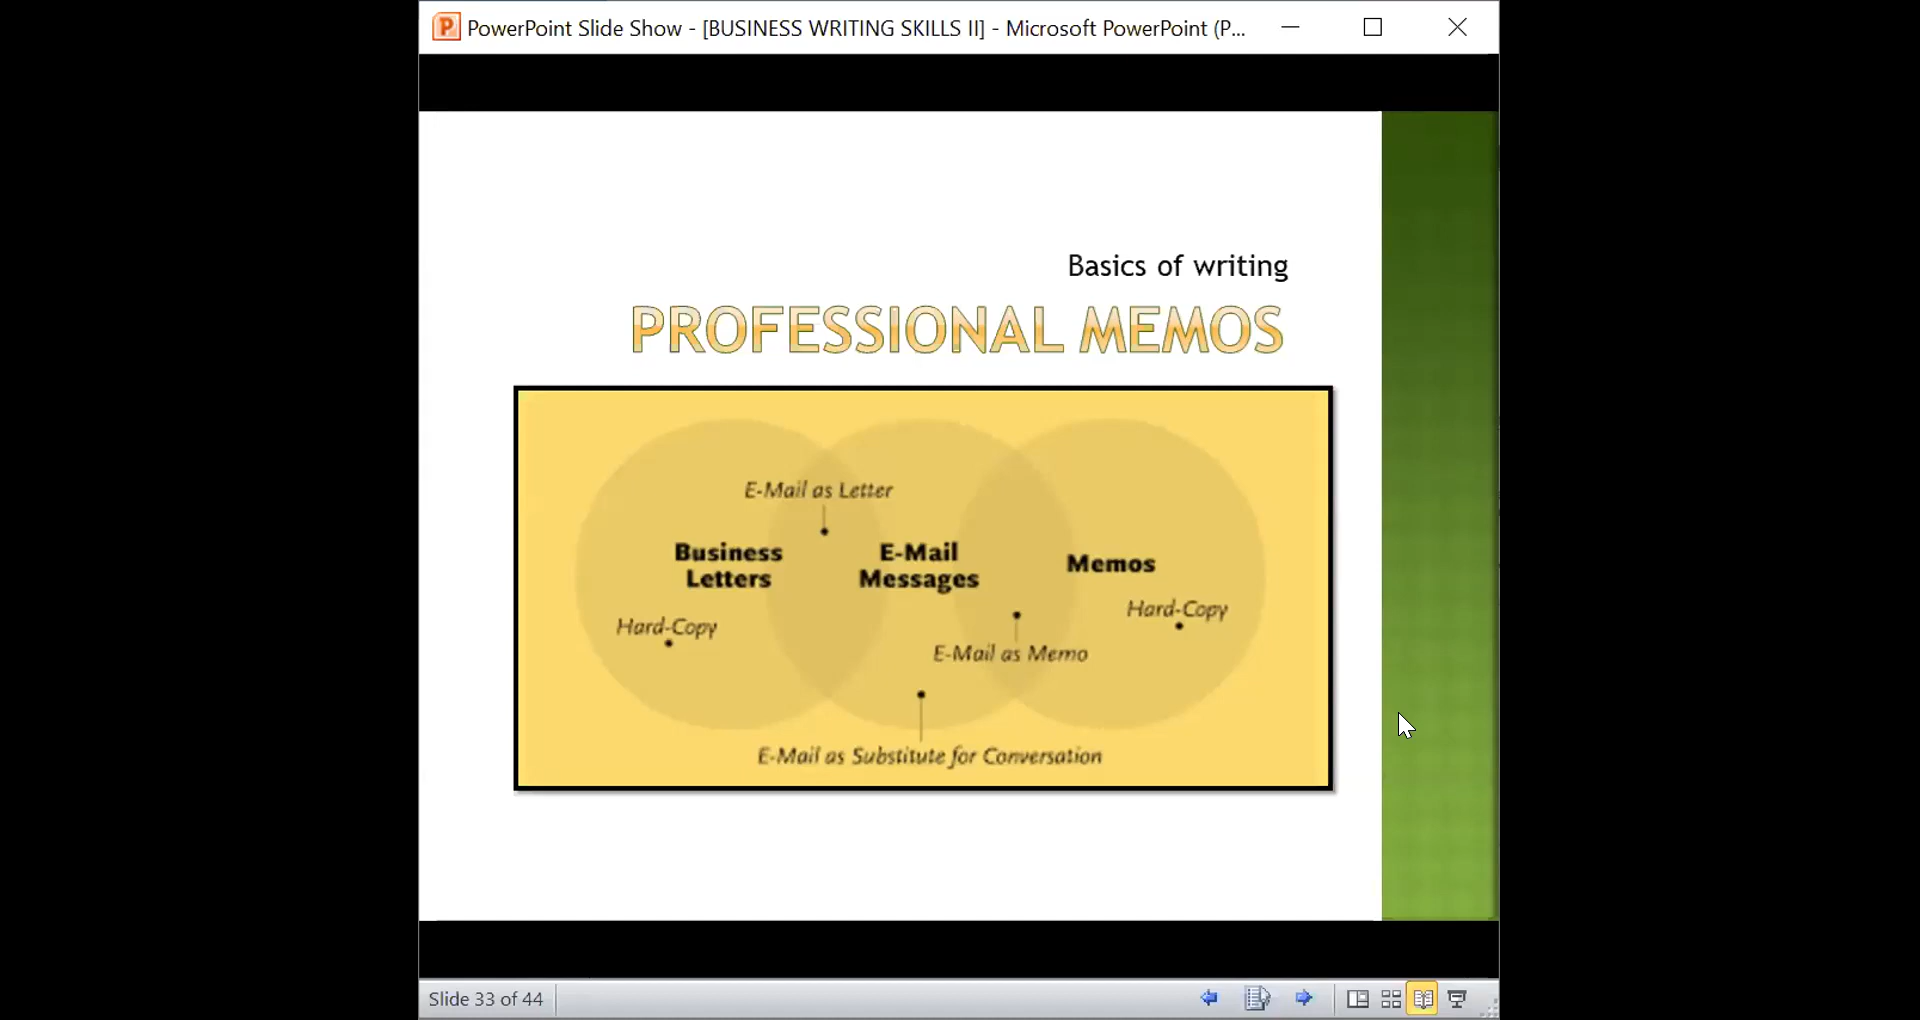 PowerPoint Slide Show - [BUSINESS WRITING SKILLS II] - Microsoft PowerPoint (P...
Basics of writing
PROFESSIONAL MEMOS
E-Mail as Letter
Business
Letters
E-Mail
Messages
Memos
Hard-Copy
Hard-Copy
E-Mail as Memo
E-Mail as Substitute for Conversation
Slide 33 of 44